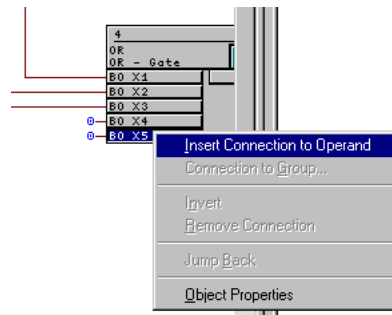 4
OR
OR - Gate
BO X1
BO X2
BO X3
0 BO X4
0 BO X5
Insert Connection to Operand
Connection to Group...
Invert
Remove Connection
Jump Back
Object Properties